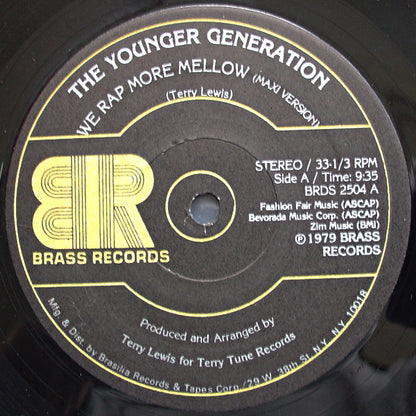 THE YOUNGER GENERATION
WE RAP MORE MELLOW (MAXI VERSION)
(Terry Lewis)
STEREO / 33-1/3 RPM
Side A / Time: 9:35
BRDS 2504 A
Fashion Fair Music (ASCAP)
Bevorada Music Corp. (ASCAP)
Zim Music (BMI)
℗ 1979 BRASS
RECORDS
BR
BRASS RECORDS
Produced and Arranged by
Terry Lewis for Terry Tune Records
Mfg. & Dist. by Brasilia Records & Tapes Corp./29 W. 38th St. N.Y. N.Y. 10018